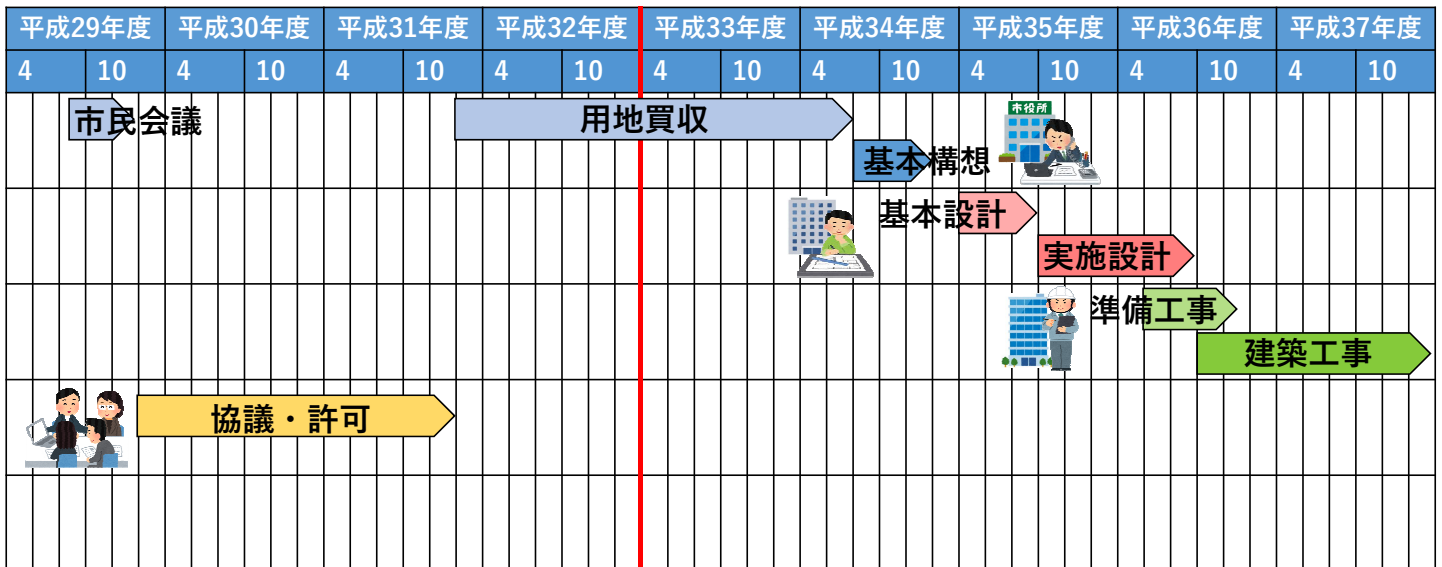 平成29年度 平成30年度 平成31年度 平成32年度 平成33年度 平成34年度 平成35年度 平成36年度 平成37年度
4 10 4 10 4 10 4 10 4 10 4 10 4 10 4 10 4 10
市民会議 用地買収 市役所
基本構想
基本設計
実施設計
準備工事
建築工事
協議・許可